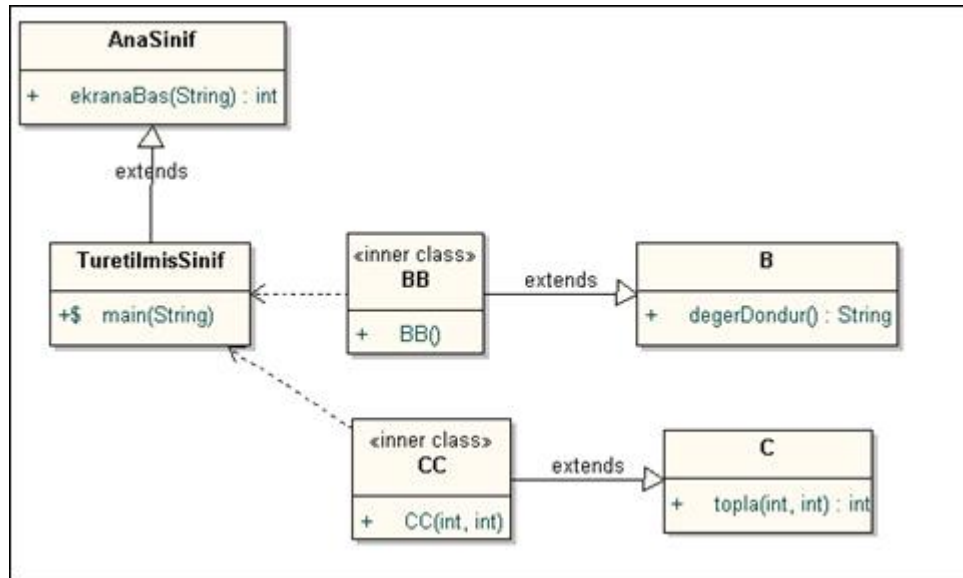 AnaSinif
+ ekranaBas(String) : int
extends
TuretilmisSinif
+$ main(String)
«inner class»
BB
+ BB()
extends
B
+ degerDondur() : String
«inner class»
CC
+ CC(int, int)
extends
C
+ topla(int, int) : int